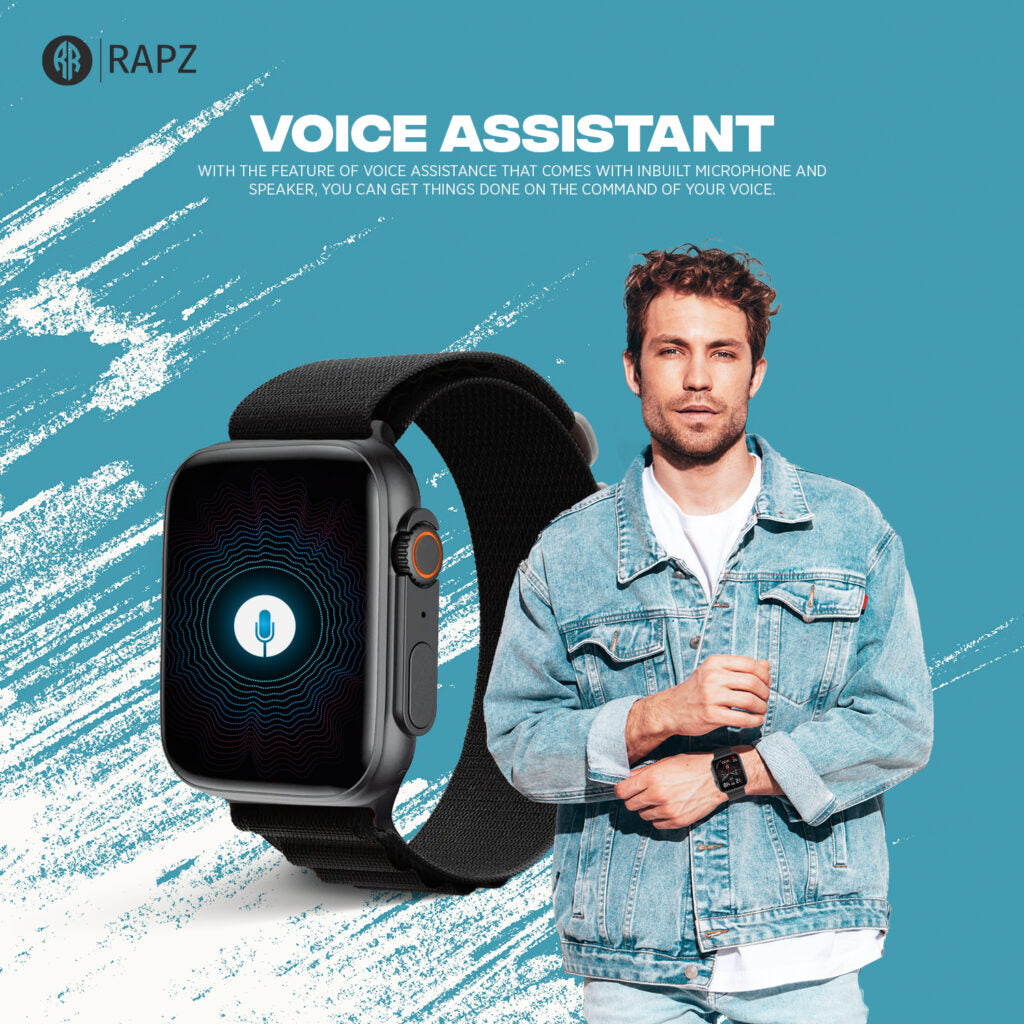 RAPZ
VOICE ASSISTANT
WITH THE FEATURE OF VOICE ASSISTANCE THAT COMES WITH INBUILT MICROPHONE AND
SPEAKER, YOU CAN GET THINGS DONE ON THE COMMAND OF YOUR VOICE.